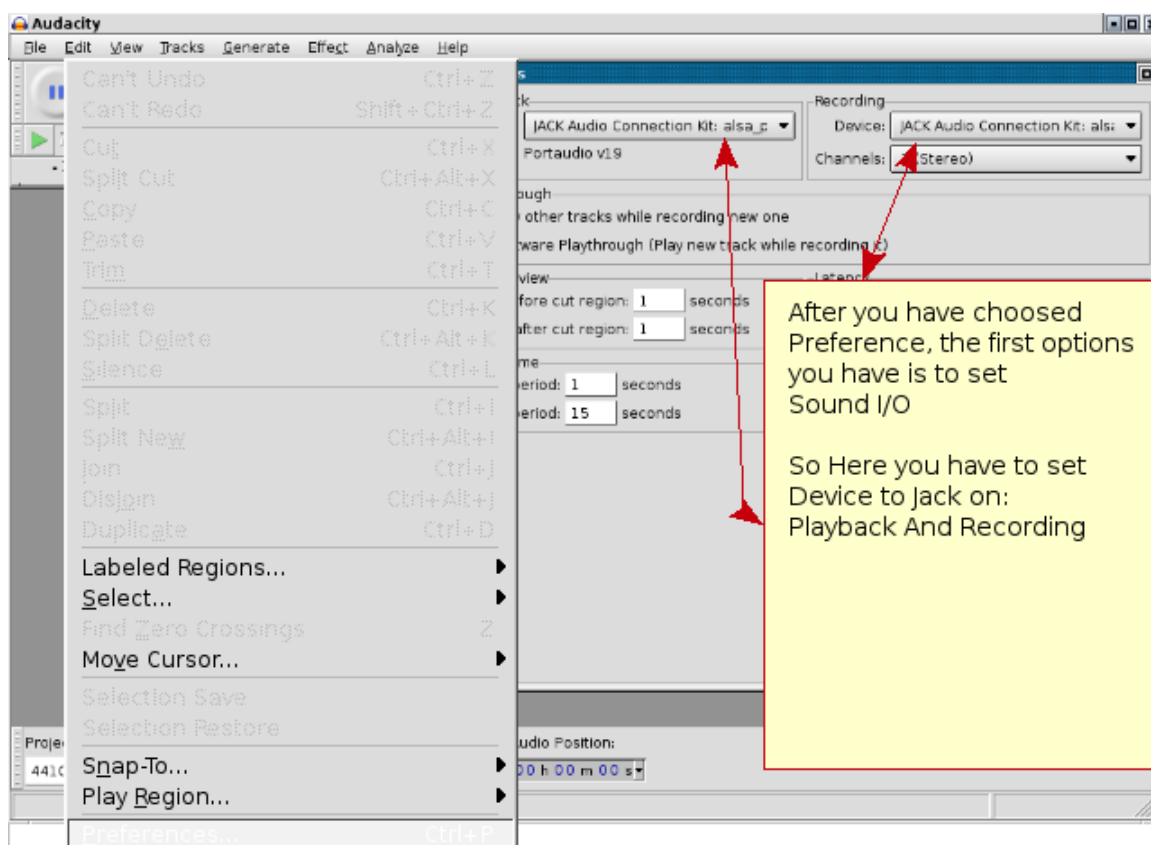 Audacity
File Edit View Tracks Generate Effect Analyze Help
Can't Undo Ctrl+Z
Can't Redo Shift+Ctrl+Z
Cut Ctrl+X
Split Cut Ctrl+Alt+X
Copy Ctrl+C
Paste Ctrl+V
Trim Ctrl+T
Delete Ctrl+K
Split Delete Ctrl+Alt+K
Silence Ctrl+L
Split Ctrl+I
Split New Ctrl+Alt+I
Join Ctrl+J
Disjoin Ctrl+Alt+J
Duplicate Ctrl+D
Labeled Regions...
Select...
Find Zero Crossings Z
Move Cursor...
Selection Save
Selection Restore
Snap-To...
Play Region...
Preferences... Ctrl+P
Recording
JACK Audio Connection Kit: alsa_p
Device: JACK Audio Connection Kit: alsa
Portaudio v19
Channels: (Stereo)
other tracks while recording new one
Playthrough (Play new track while recording it)
Latency
cut region: 1 seconds
after cut region: 1 seconds
period: 1 seconds
period: 15 seconds
After you have choosed
Preference, the first options
you have is to set
Sound I/O
So Here you have to set
Device to Jack on:
Playback And Recording
Audio Position:
00 h 00 m 00 s